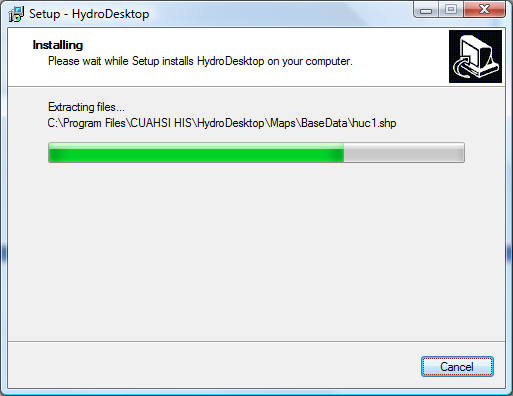 Setup - HydroDesktop
Installing
Please wait while Setup installs HydroDesktop on your computer.
Extracting files...
C:\Program Files\CUAHSI HIS\HydroDesktop\Maps\BaseData\huc1.shp
Cancel